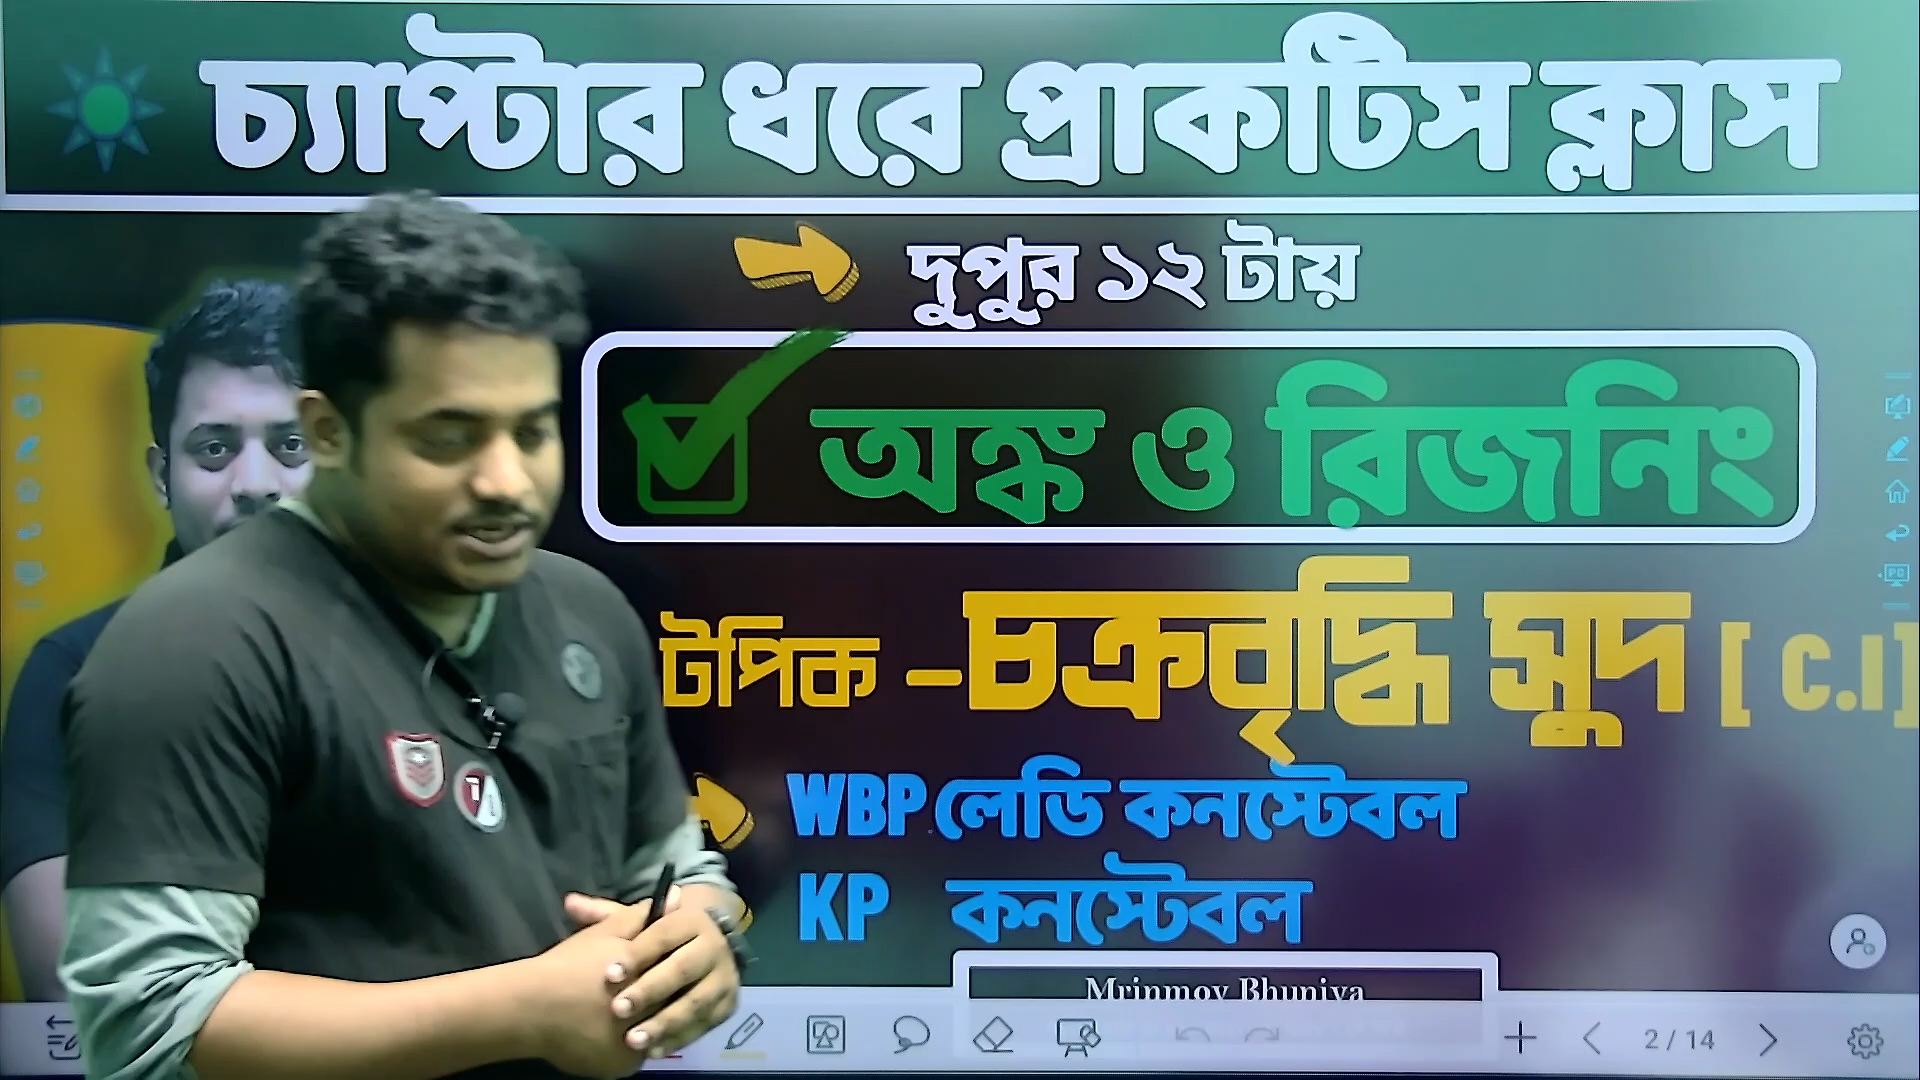 চ্যাপ্টার ধরে প্রাকটিস ক্লাস
দুপুর ১২ টায়
অঙ্ক ও রিজনিং
টপিক -চক্রবৃদ্ধি সুদ [ C.I]
WBP লেডি কনস্টেবল
KP কনস্টেবল
Mrinmoy Bhuniya
2 / 14